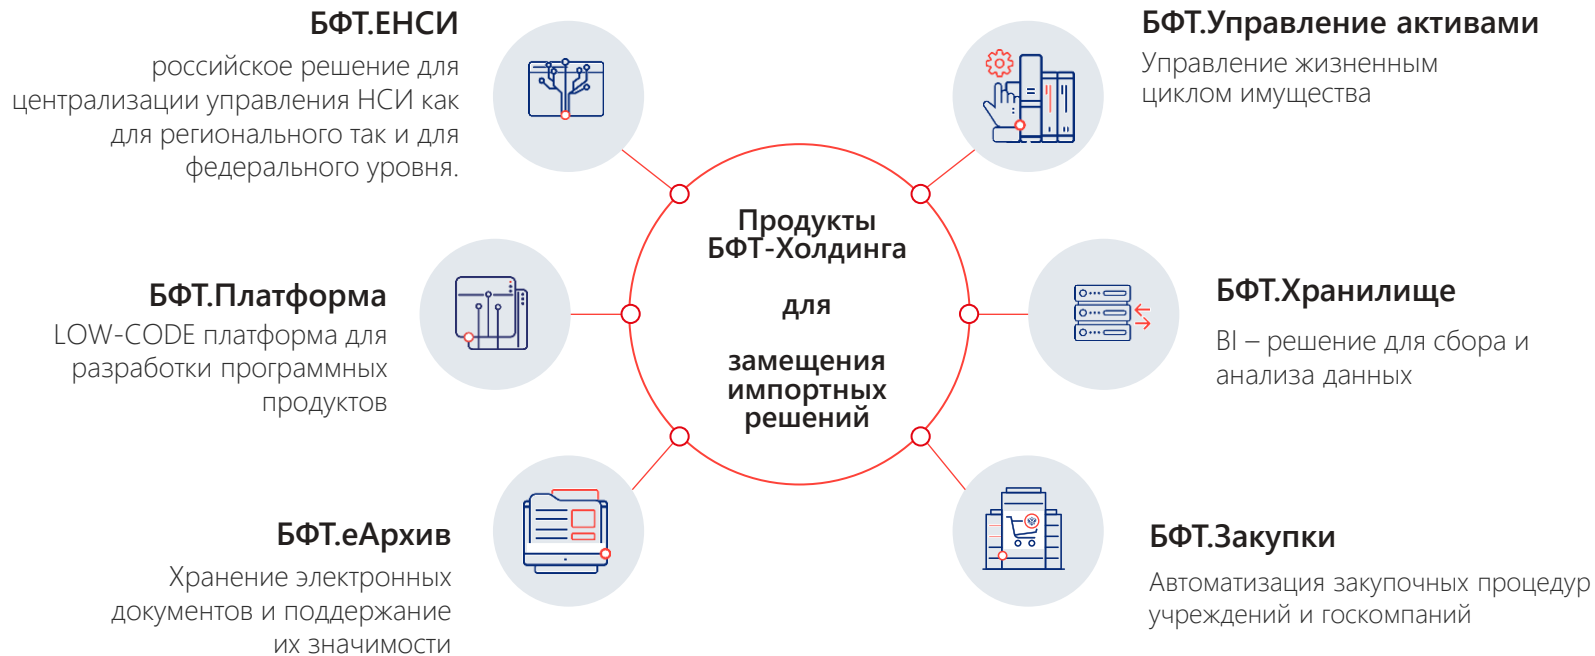 БФТ.ЕНСИ
российское решение для
централизации управления НСИ как
для регионального так и для
федерального уровня.
БФТ.Платформа
LOW-CODE платформа для
разработки программных
продуктов
БФТ.еАрхив
Хранение электронных
документов и поддержание
их значимости
Продукты
БФТ-Холдинга
для
замещения
импортных
решений
БФТ.Управление активами
Управление жизненным
циклом имущества
БФТ.Хранилище
BI – решение для сбора и
анализа данных
БФТ.Закупки
Автоматизация закупочных процедур
учреждений и госкомпаний